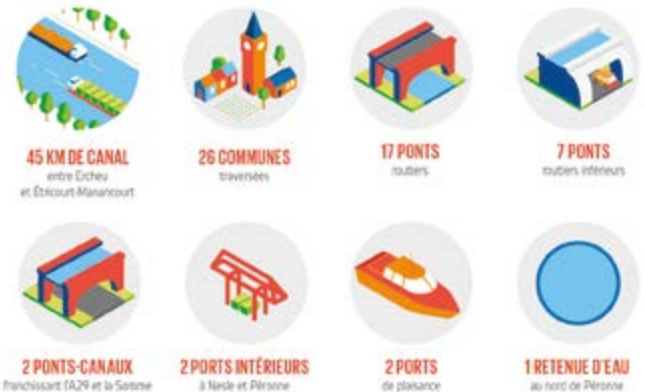 45 KM DE CANAL
entre Ercheu
et Étricourt-Manancourt
26 COMMUNES
traversées
17 PONTS
routiers
7 PONTS
routiers inférieurs
2 PONTS-CANAUX
franchissant l'A29 et la Somme
2 PORTS INTÉRIEURS
à Nesle et Péronne
2 PORTS
de plaisance
1 RETENUE D'EAU
au nord de Péronne